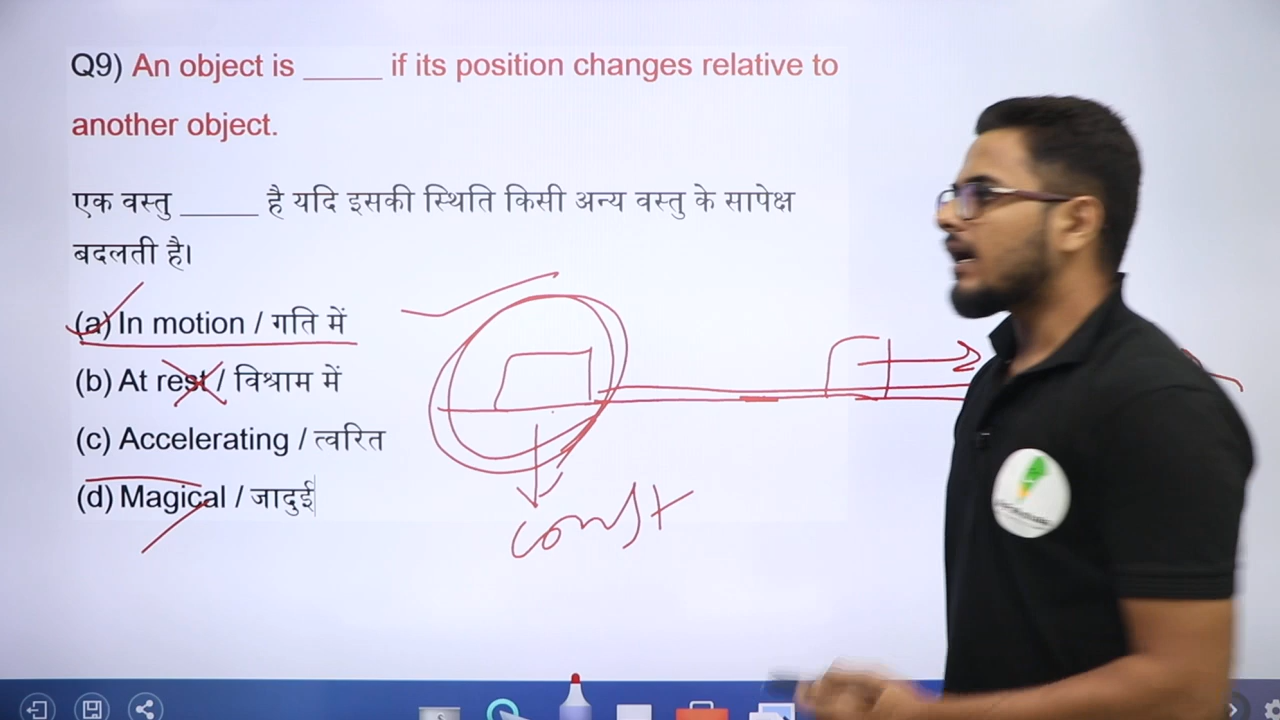 Q9) An object is _____ if its position changes relative to
another object.
एक वस्तु _____ है यदि इसकी स्थिति किसी अन्य वस्तु के सापेक्ष
बदलती है।
(a) In motion / गति में
(b) At rest / विश्राम में
(c) Accelerating / त्वरित
(d) Magical / जादुई
const